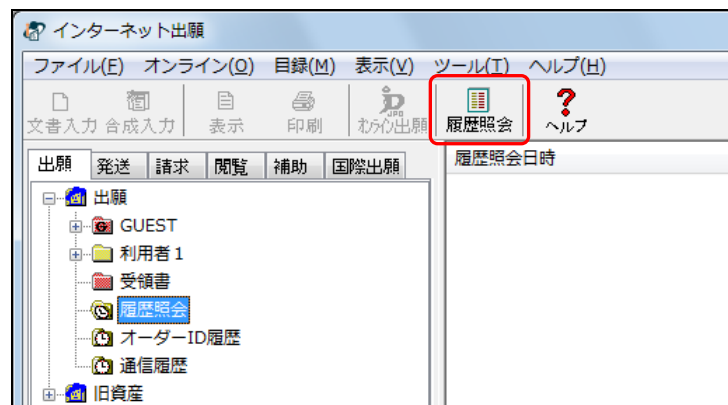 インターネット出願
ファイル(F) オンライン(O) 目録(M) 表示(V) ツール(T) ヘルプ(H)
文書入力 合成入力 表示 印刷 オンライン出願 履歴照会 ヘルプ
出願 発送 請求 閲覧 補助 国際出願
履歴照会日時
出願
GUEST
利用者1
受領書
履歴照会
オーダーID履歴
通信履歴
旧資産